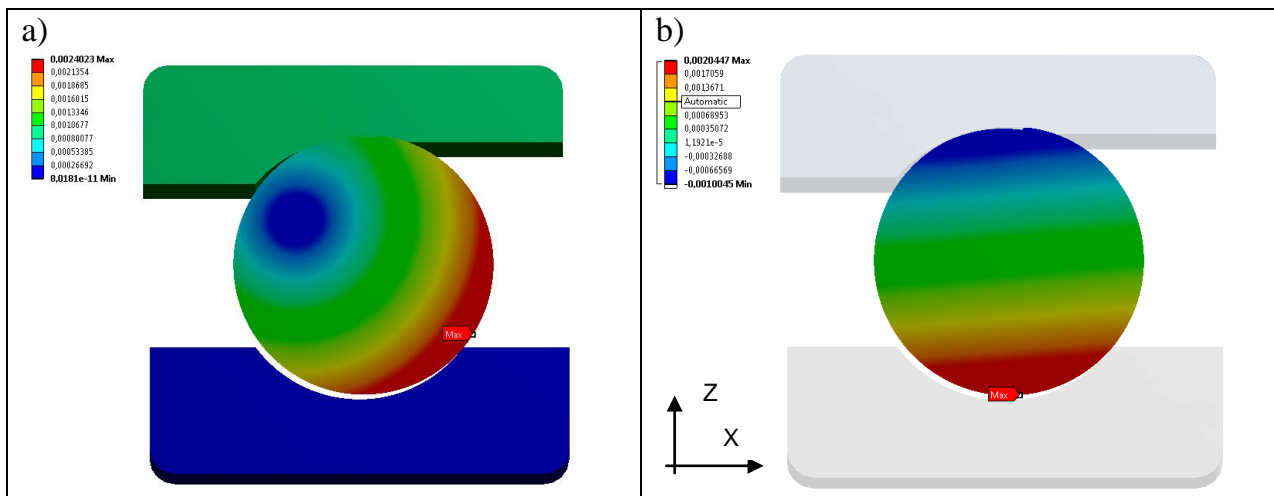 a)
0,0024023 Max
0,0021354
0,0018685
0,0016015
0,0013346
0,0010677
0,00080077
0,00053385
0,00026692
8,0181e-11 Min
Max
b)
0,0020447 Max
0,0017059
0,0013671
Automatic
0,00068953
0,00035072
1,1921e-5
-0,00032688
-0,00066569
-0,0010045 Min
Max
Z
X